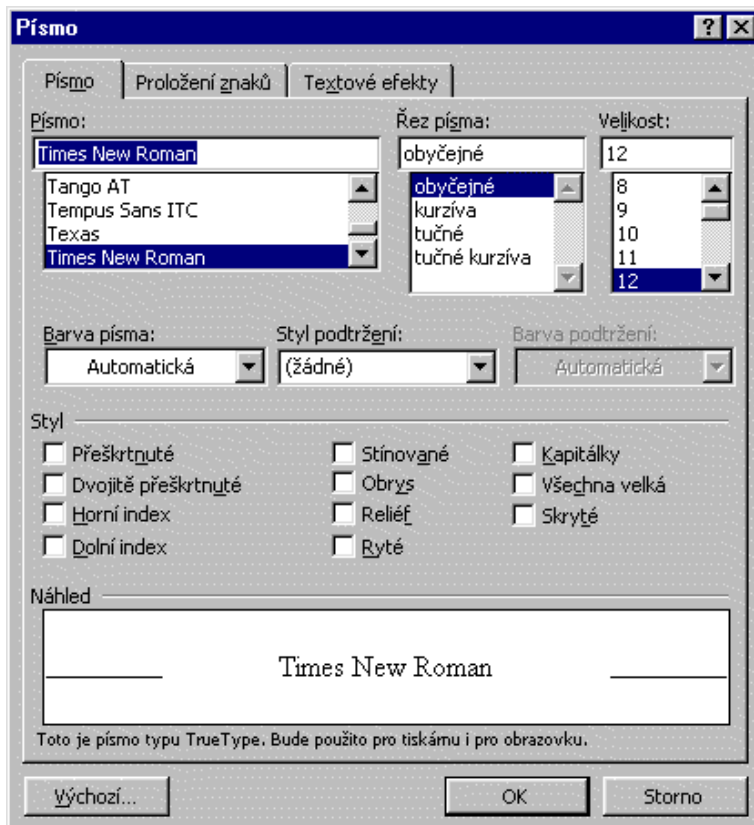 Písmo
Písmo Proložení znaků Textové efekty
Písmo: Řez písma: Velikost:
Times New Roman obyčejné 12
Tango AT obyčejné 8
Tempus Sans ITC kurzíva 9
Texas tučné 10
Times New Roman tučné kurzíva 11
12
Barva písma: Styl podtržení: Barva podtržení:
Automatická (žádné) Automatická
Styl
Přeškrtnuté Stínované Kapitálky
Dvojitě přeškrtnuté Obrys Všechna velká
Horní index Reliéf Skryté
Dolní index Ryté
Náhled
Times New Roman
Toto je písmo typu TrueType. Bude použito pro tiskárnu i pro obrazovku.
Výchozí... OK Storno